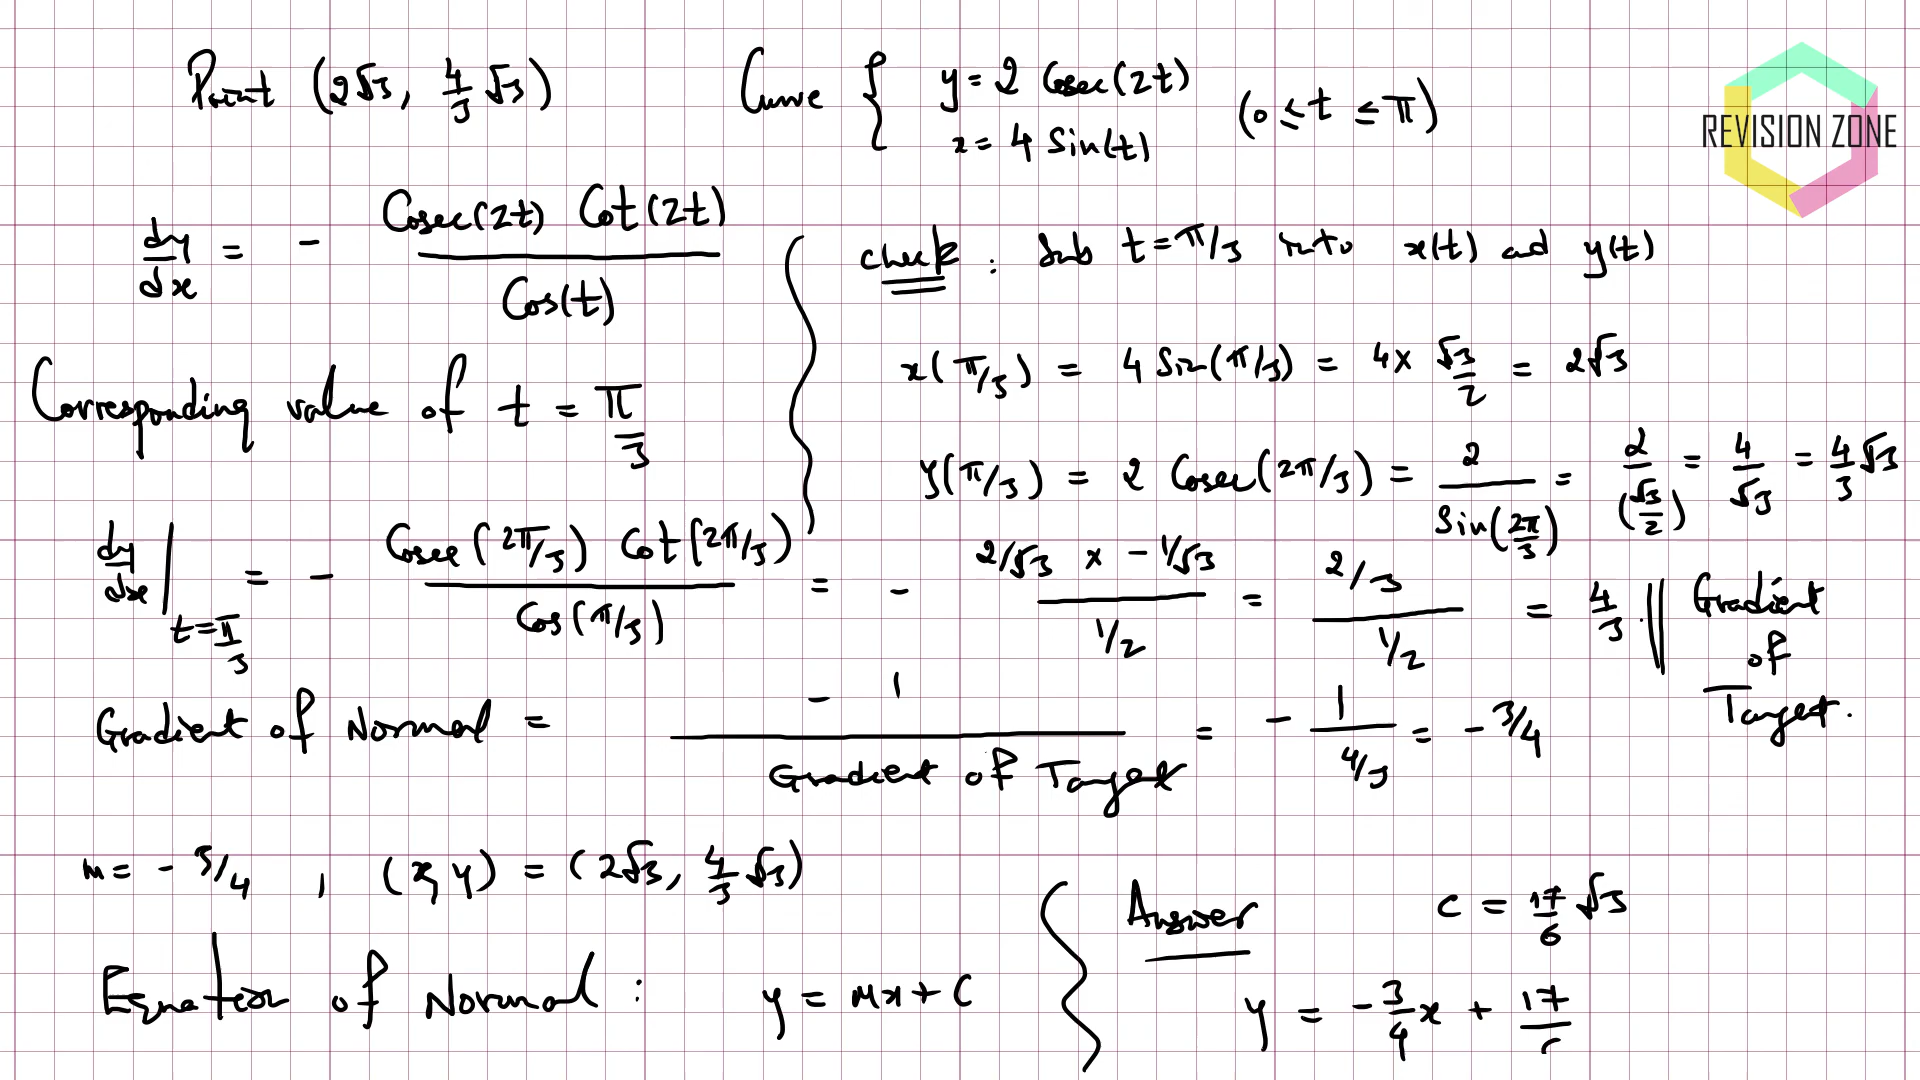 Point (2√3, 4/3 √3)
Curve { y = 2 Cosec(2t)
x = 4 Sin(t)
(0 ≤ t ≤ π)
REVISION ZONE
dy/dx = - Cosec(2t) Cot(2t) / Cos(t)
Corresponding value of t = π/3
check : Sub t = π/3 into x(t) and y(t)
x(π/3) = 4 Sin(π/3) = 4 × √3/2 = 2√3
y(π/3) = 2 Cosec(2π/3) = 2/Sin(2π/3) = 2/(√3/2) = 4/√3 = 4/3 √3
dy/dx | t=π/3 = - Cosec(2π/3) Cot(2π/3) / Cos(π/3) = - 2/√3 × -1/√3 / 1/2 = 2/3 / 1/2 = 4/3 . || Gradient of Tanget.
Gradient of Normal = - 1 / Gradient of Tanget = - 1 / 4/3 = - 3/4
m = - 3/4 , (x, y) = (2√3, 4/3 √3)
Equation of Normal : y = mx + c
Answer
c = 17/6 √3
y = - 3/4 x + 17/